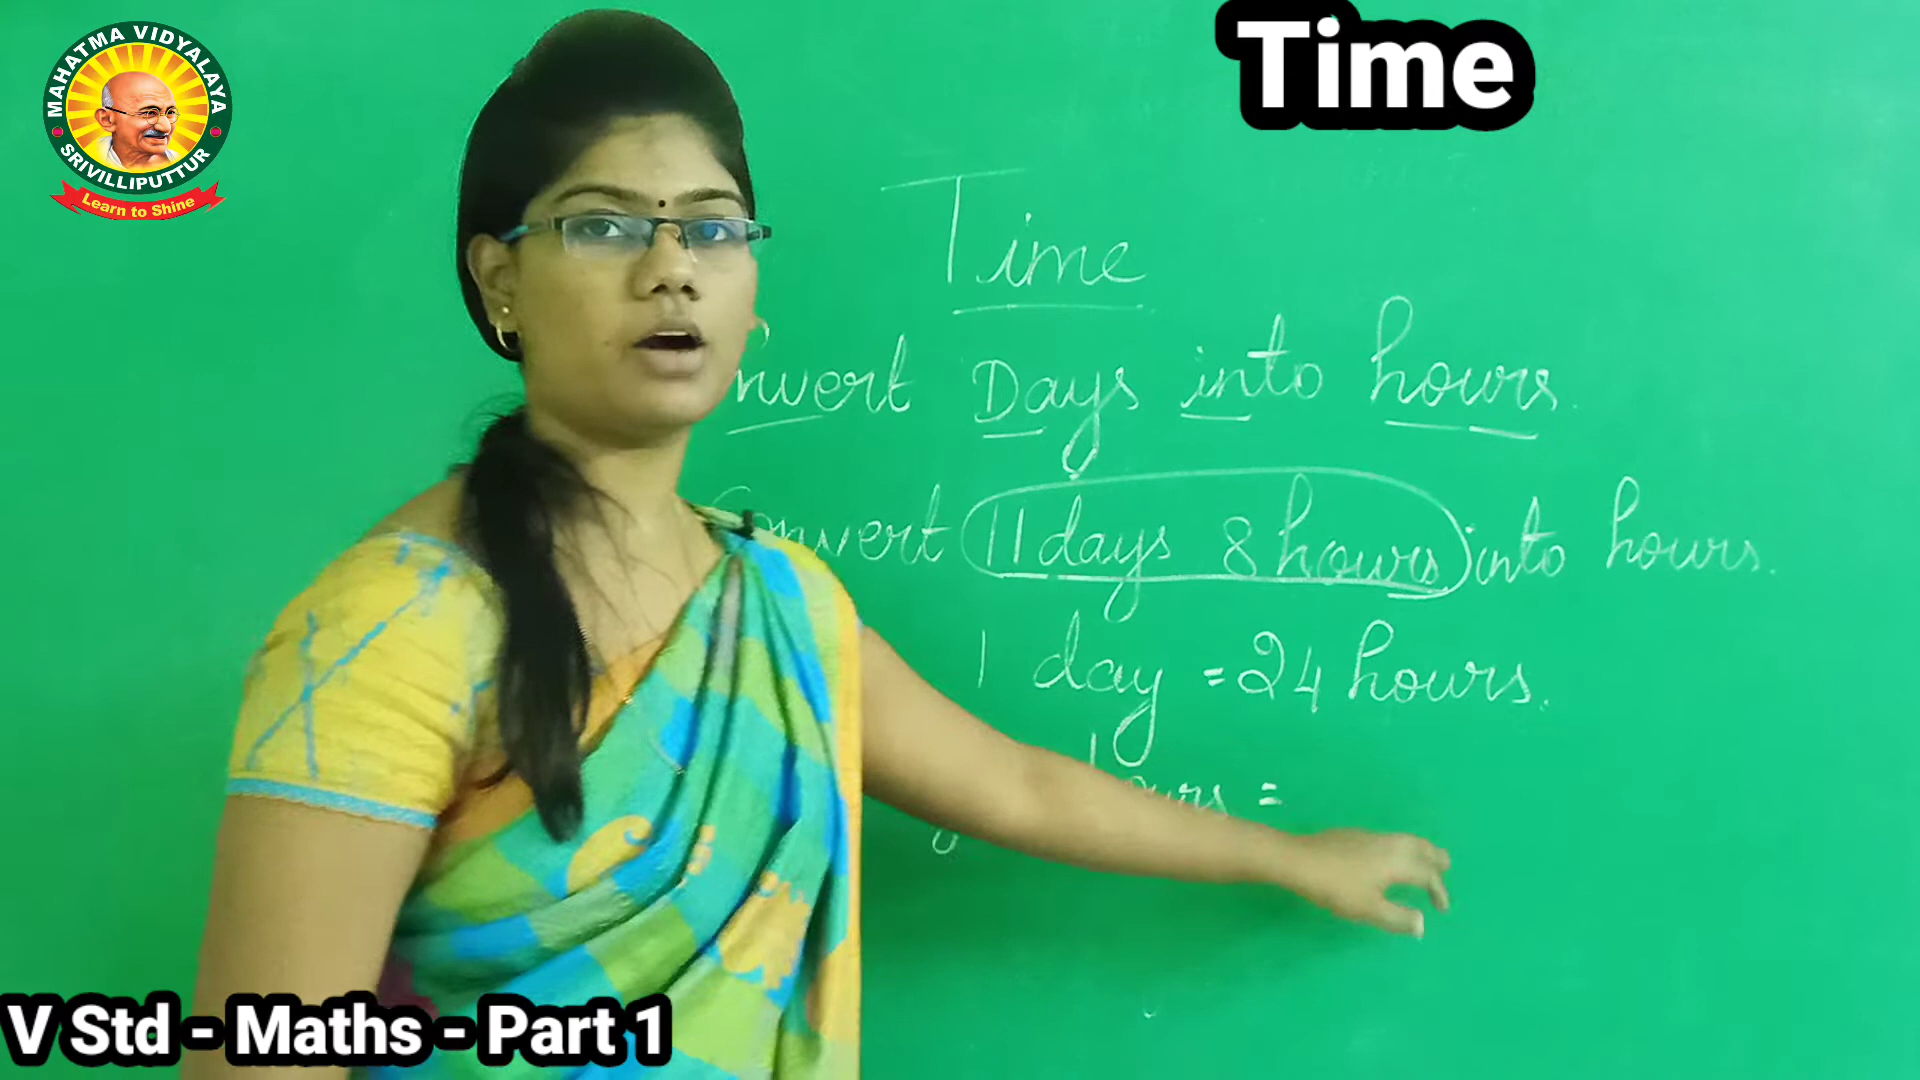 MAHATMA VIDYALAYA
SRIVILLIPUTTUR
Learn to Shine
Time
Time
nvert Days into hours.
Convert 11 days 8 hours into hours.
1 day = 24 hours.
=
V Std - Maths - Part 1